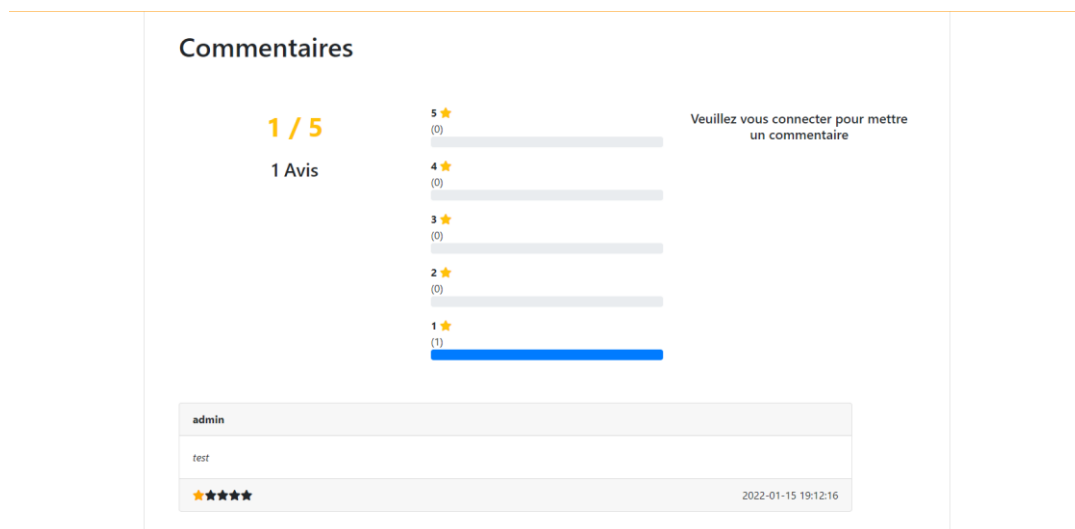 Commentaires
1 / 5
1 Avis
5
(0)
4
(0)
3
(0)
2
(0)
1
(1)
Veuillez vous connecter pour mettre
un commentaire
admin
test
2022-01-15 19:12:16